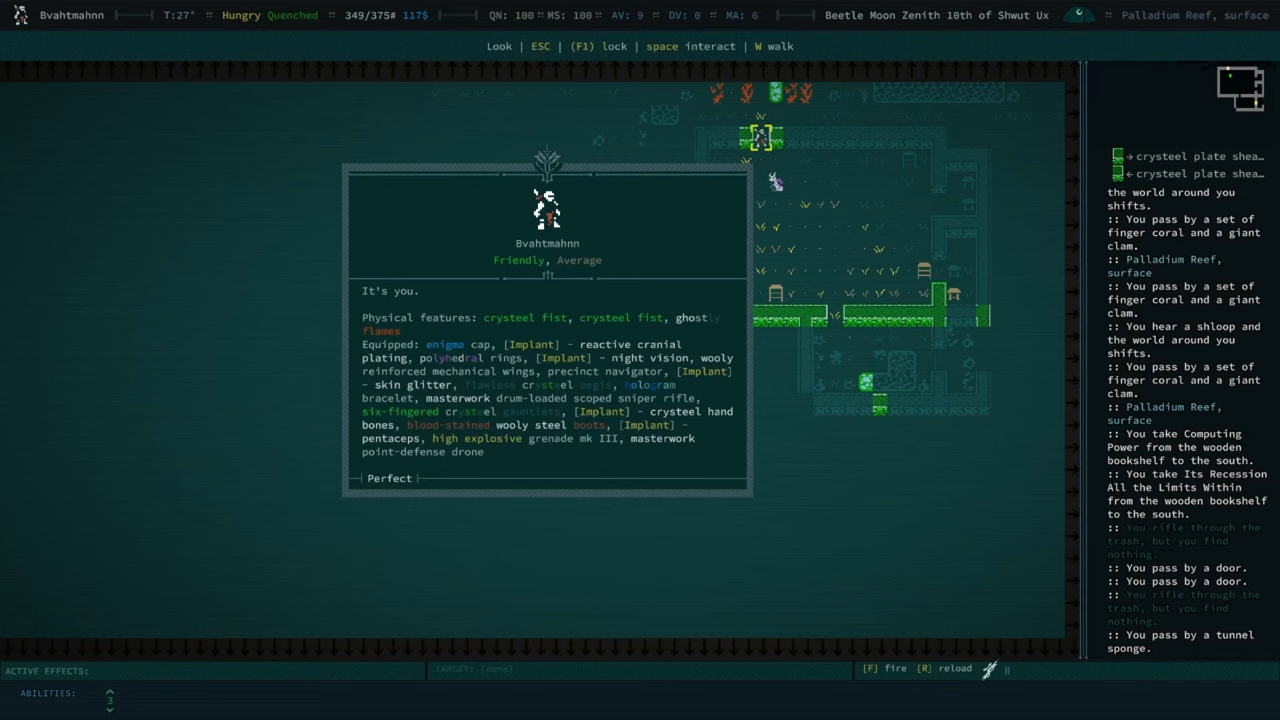 Bvahtmahnn T:27° :: Hungry Quenched :: 349/375# 117$ QN: 100 :: MS: 100 :: AV: 9 :: DV: 0 :: MA: 6 Beetle Moon Zenith 10th of Shwut Ux Palladium Reef, surface
Look | ESC | (F1) lock | space interact | W walk
Bvahtmahnn
Friendly, Average
It's you.
Physical features: crysteel fist, crysteel fist, ghostly
flames
Equipped: enigma cap, [Implant] - reactive cranial
plating, polyhedral rings, [Implant] - night vision, wooly
reinforced mechanical wings, precinct navigator, [Implant]
- skin glitter, flawless crysteel aegis, hologram
bracelet, masterwork drum-loaded scoped sniper rifle,
six-fingered crysteel gauntlets, [Implant] - crysteel hand
bones, blood-stained wooly steel boots, [Implant] -
pentaceps, high explosive grenade mk III, masterwork
point-defense drone
Perfect
→ crysteel plate shea…
← crysteel plate shea…
the world around you
shifts.
:: You pass by a set of
finger coral and a giant
clam.
:: Palladium Reef,
surface
:: You pass by a set of
finger coral and a giant
clam.
:: You hear a shloop and
the world around you
shifts.
:: You pass by a set of
finger coral and a giant
clam.
:: Palladium Reef,
surface
:: You take Computing
Power from the wooden
bookshelf to the south.
:: You take Its Recession
All the Limits Within
from the wooden bookshelf
to the south.
:: You rifle through the
trash, but you find
nothing.
:: You pass by a door.
:: You pass by a door.
:: You rifle through the
trash, but you find
nothing.
:: You pass by a tunnel
sponge.
ACTIVE EFFECTS:
TARGET: [none]
[F] fire [R] reload
ABILITIES:
3